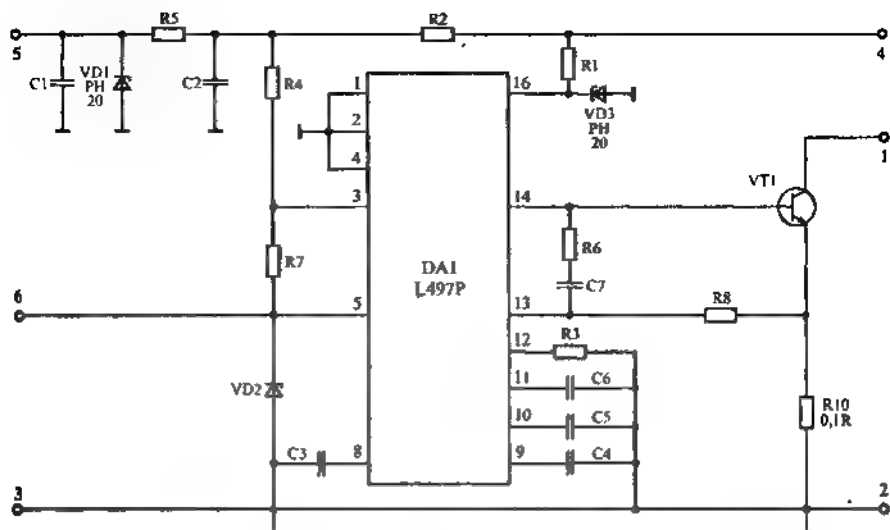 R5
R2
5
4
C1
VD1
PH
20
C2
R4
R1
1
16
2
VD3
PH
20
4
1
VT1
3
14
R7
R6
DA1
L497P
C7
6
5
13
R8
12
R3
11
C6
VD2
10
C5
R10
0,1R
C3
8
9
C4
3
2